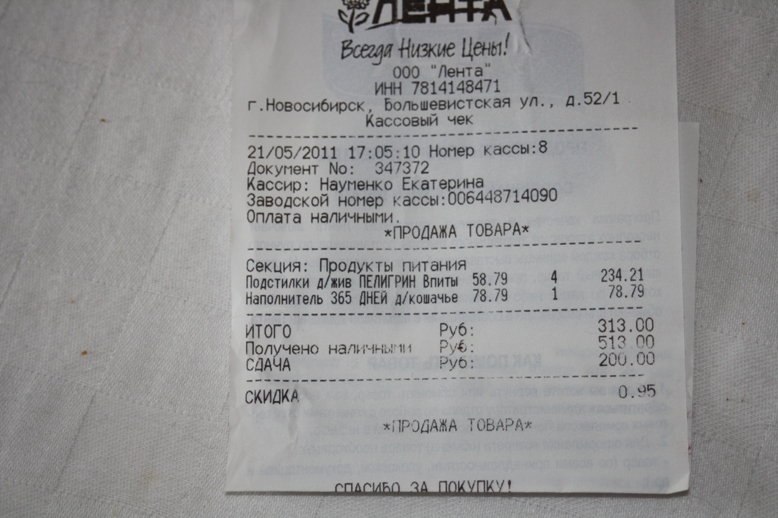 ЛЕНТА
Всегда Низкие Цены!
ООО "Лента"
ИНН 7814148471
г.Новосибирск, Большевистская ул., д.52/1
Кассовый чек
21/05/2011 17:05:10 Номер кассы:8
Документ No: 347372
Кассир: Науменко Екатерина
Заводской номер кассы:006448714090
Оплата наличными.
*ПРОДАЖА ТОВАРА*
Секция: Продукты питания
Подстилки д/жив ПЕЛИГРИН Впиты 58.79 4 234.21
Наполнитель 365 ДНЕЙ д/кошачье 78.79 1 78.79
ИТОГО Руб: 313.00
Получено наличными Руб: 513.00
СДАЧА Руб: 200.00
СКИДКА 0.95
*ПРОДАЖА ТОВАРА*
СПАСИБО ЗА ПОКУПКУ!